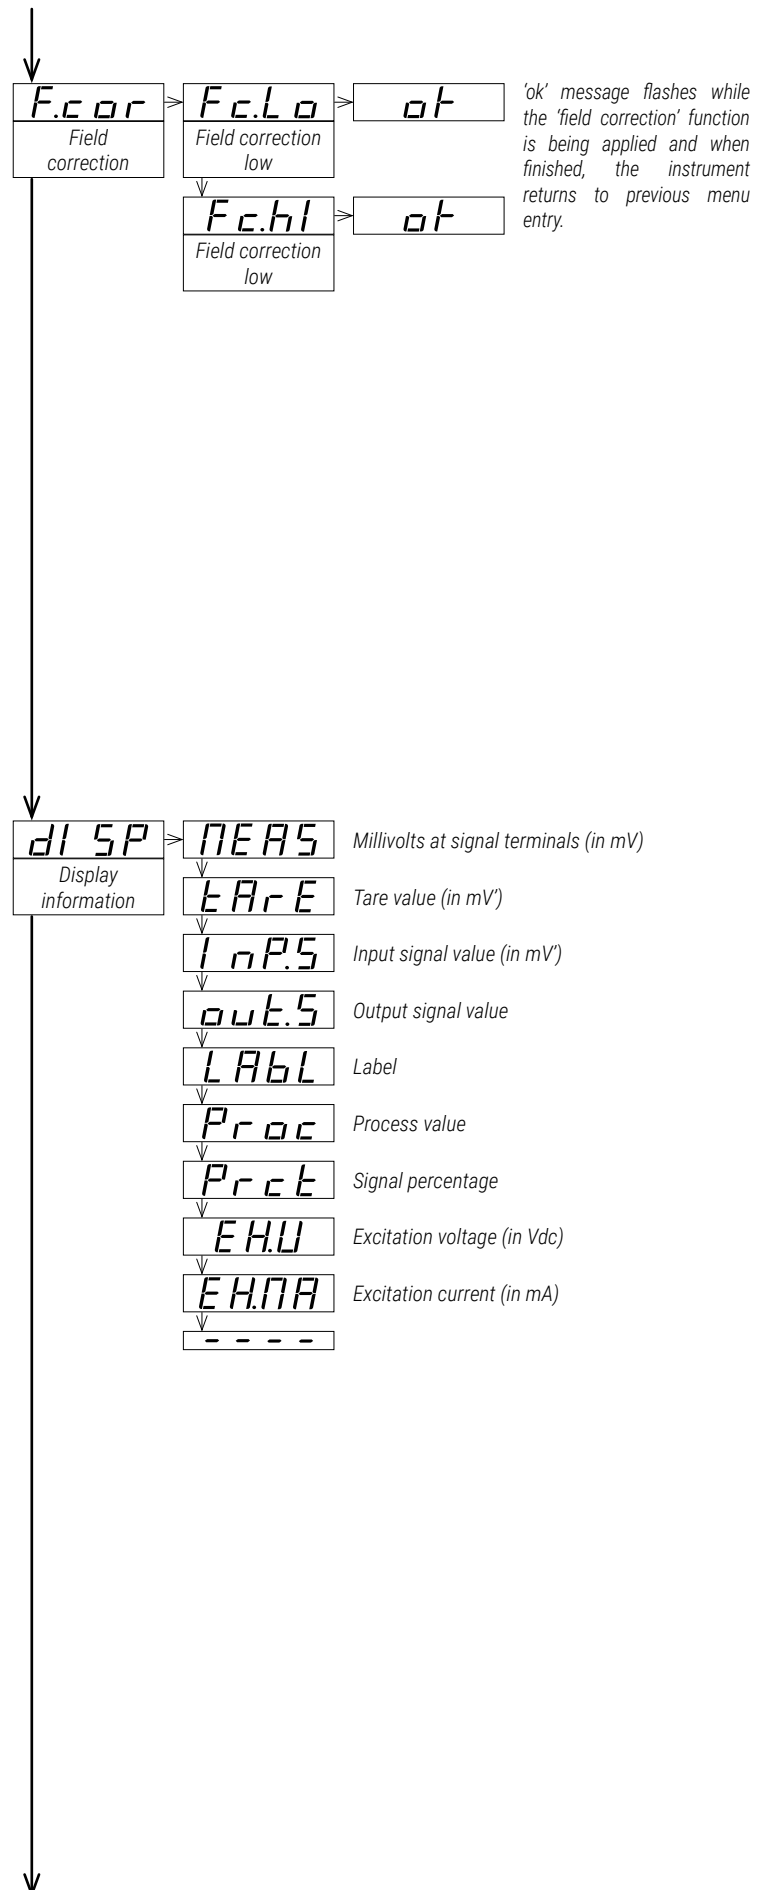 F.cor
Field
correction
Fc.Lo
Field correction
low
ok
'ok' message flashes while
the 'field correction' function
is being applied and when
finished, the instrument
returns to previous menu
entry.
Fc.hI
Field correction
low
ok
dISP
Display
information
MEAS
Millivolts at signal terminals (in mV)
tArE
Tare value (in mV')
InP.S
Input signal value (in mV')
out.S
Output signal value
LAbL
Label
Proc
Process value
Prct
Signal percentage
EH.U
Excitation voltage (in Vdc)
EH.MA
Excitation current (in mA)
- - - -